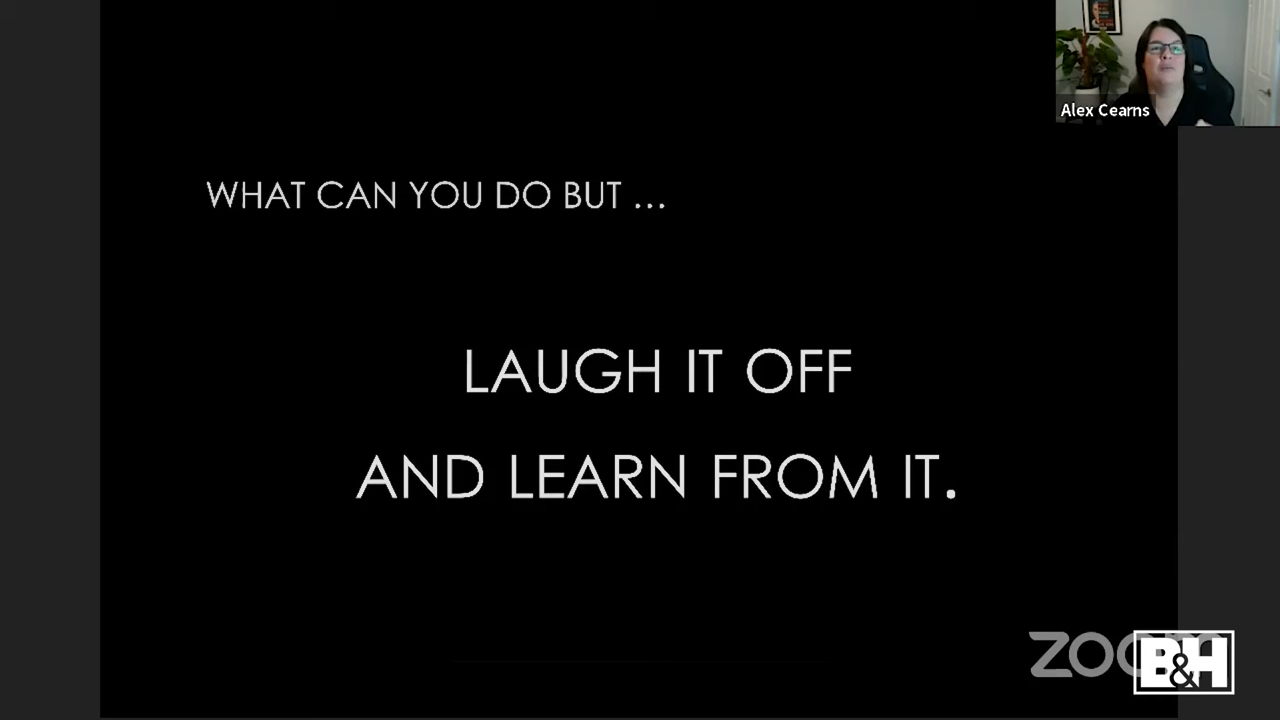 Alex Cearns
WHAT CAN YOU DO BUT ...
LAUGH IT OFF
AND LEARN FROM IT.
zoom
B&H